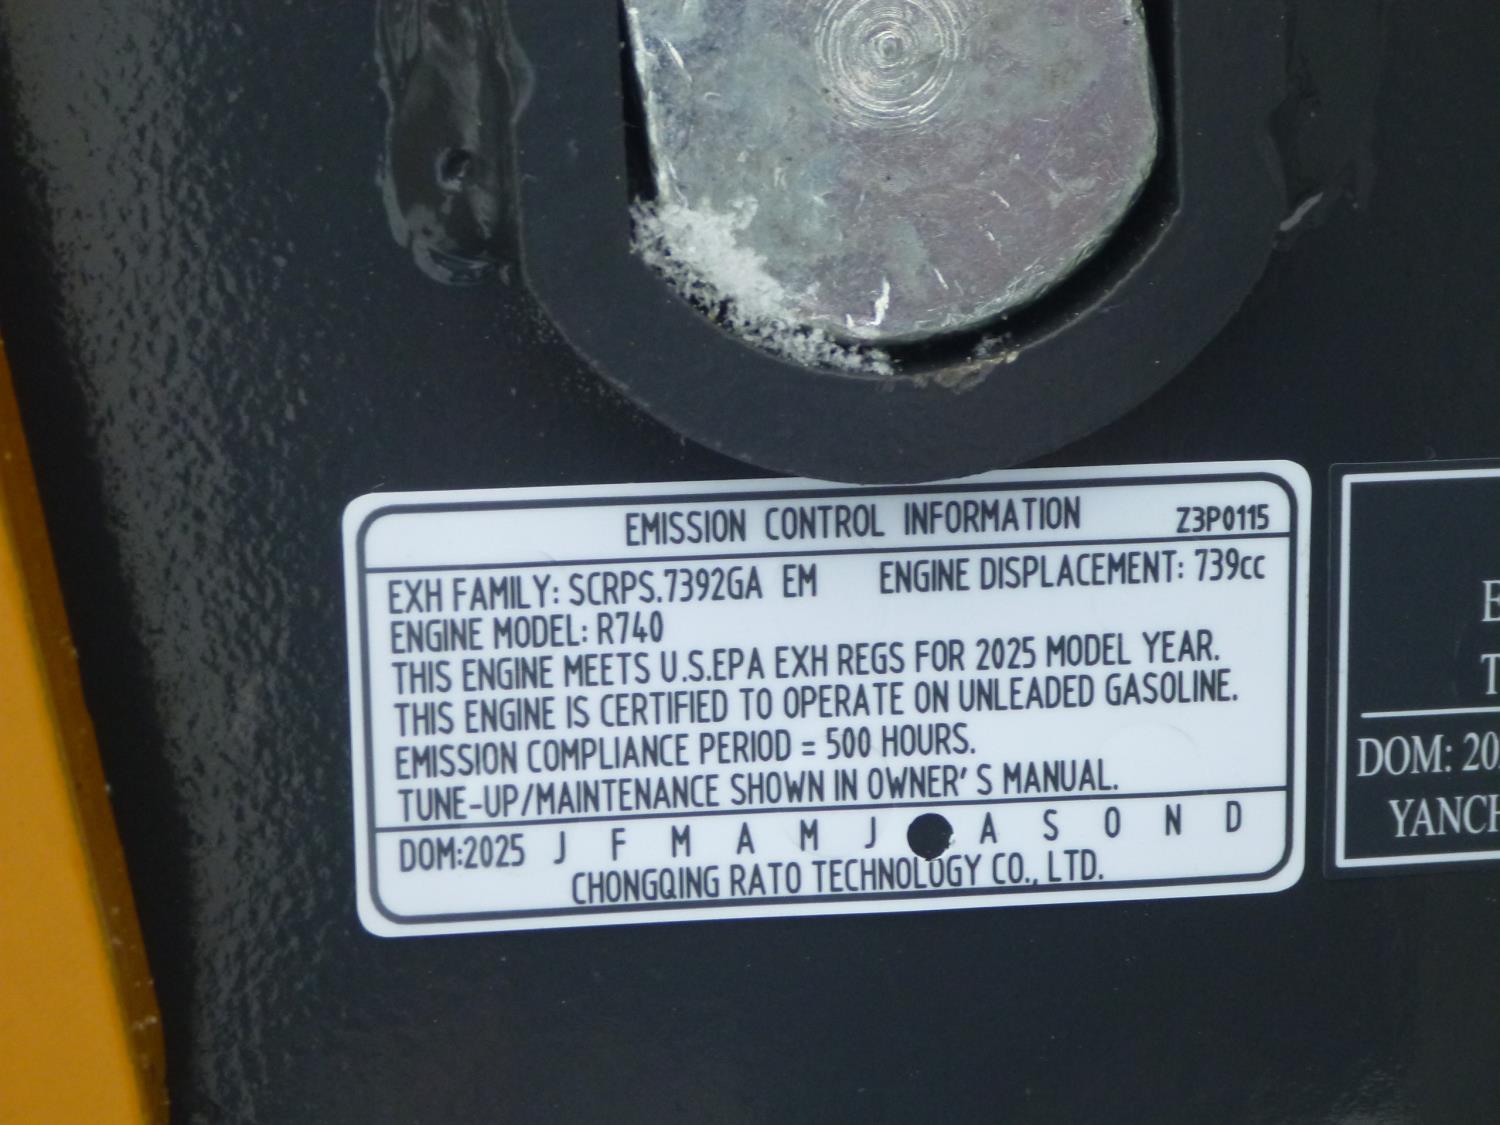 EMISSION CONTROL INFORMATION Z3P0115
EXH FAMILY: SCRPS.7392GA EM ENGINE DISPLACEMENT: 739cc
ENGINE MODEL: R740
THIS ENGINE MEETS U.S.EPA EXH REGS FOR 2025 MODEL YEAR.
THIS ENGINE IS CERTIFIED TO OPERATE ON UNLEADED GASOLINE.
EMISSION COMPLIANCE PERIOD = 500 HOURS.
TUNE-UP/MAINTENANCE SHOWN IN OWNER'S MANUAL.
DOM:2025 J F M A M J A S O N D
CHONGQING RATO TECHNOLOGY CO., LTD.
E
T
DOM: 20
YANCH